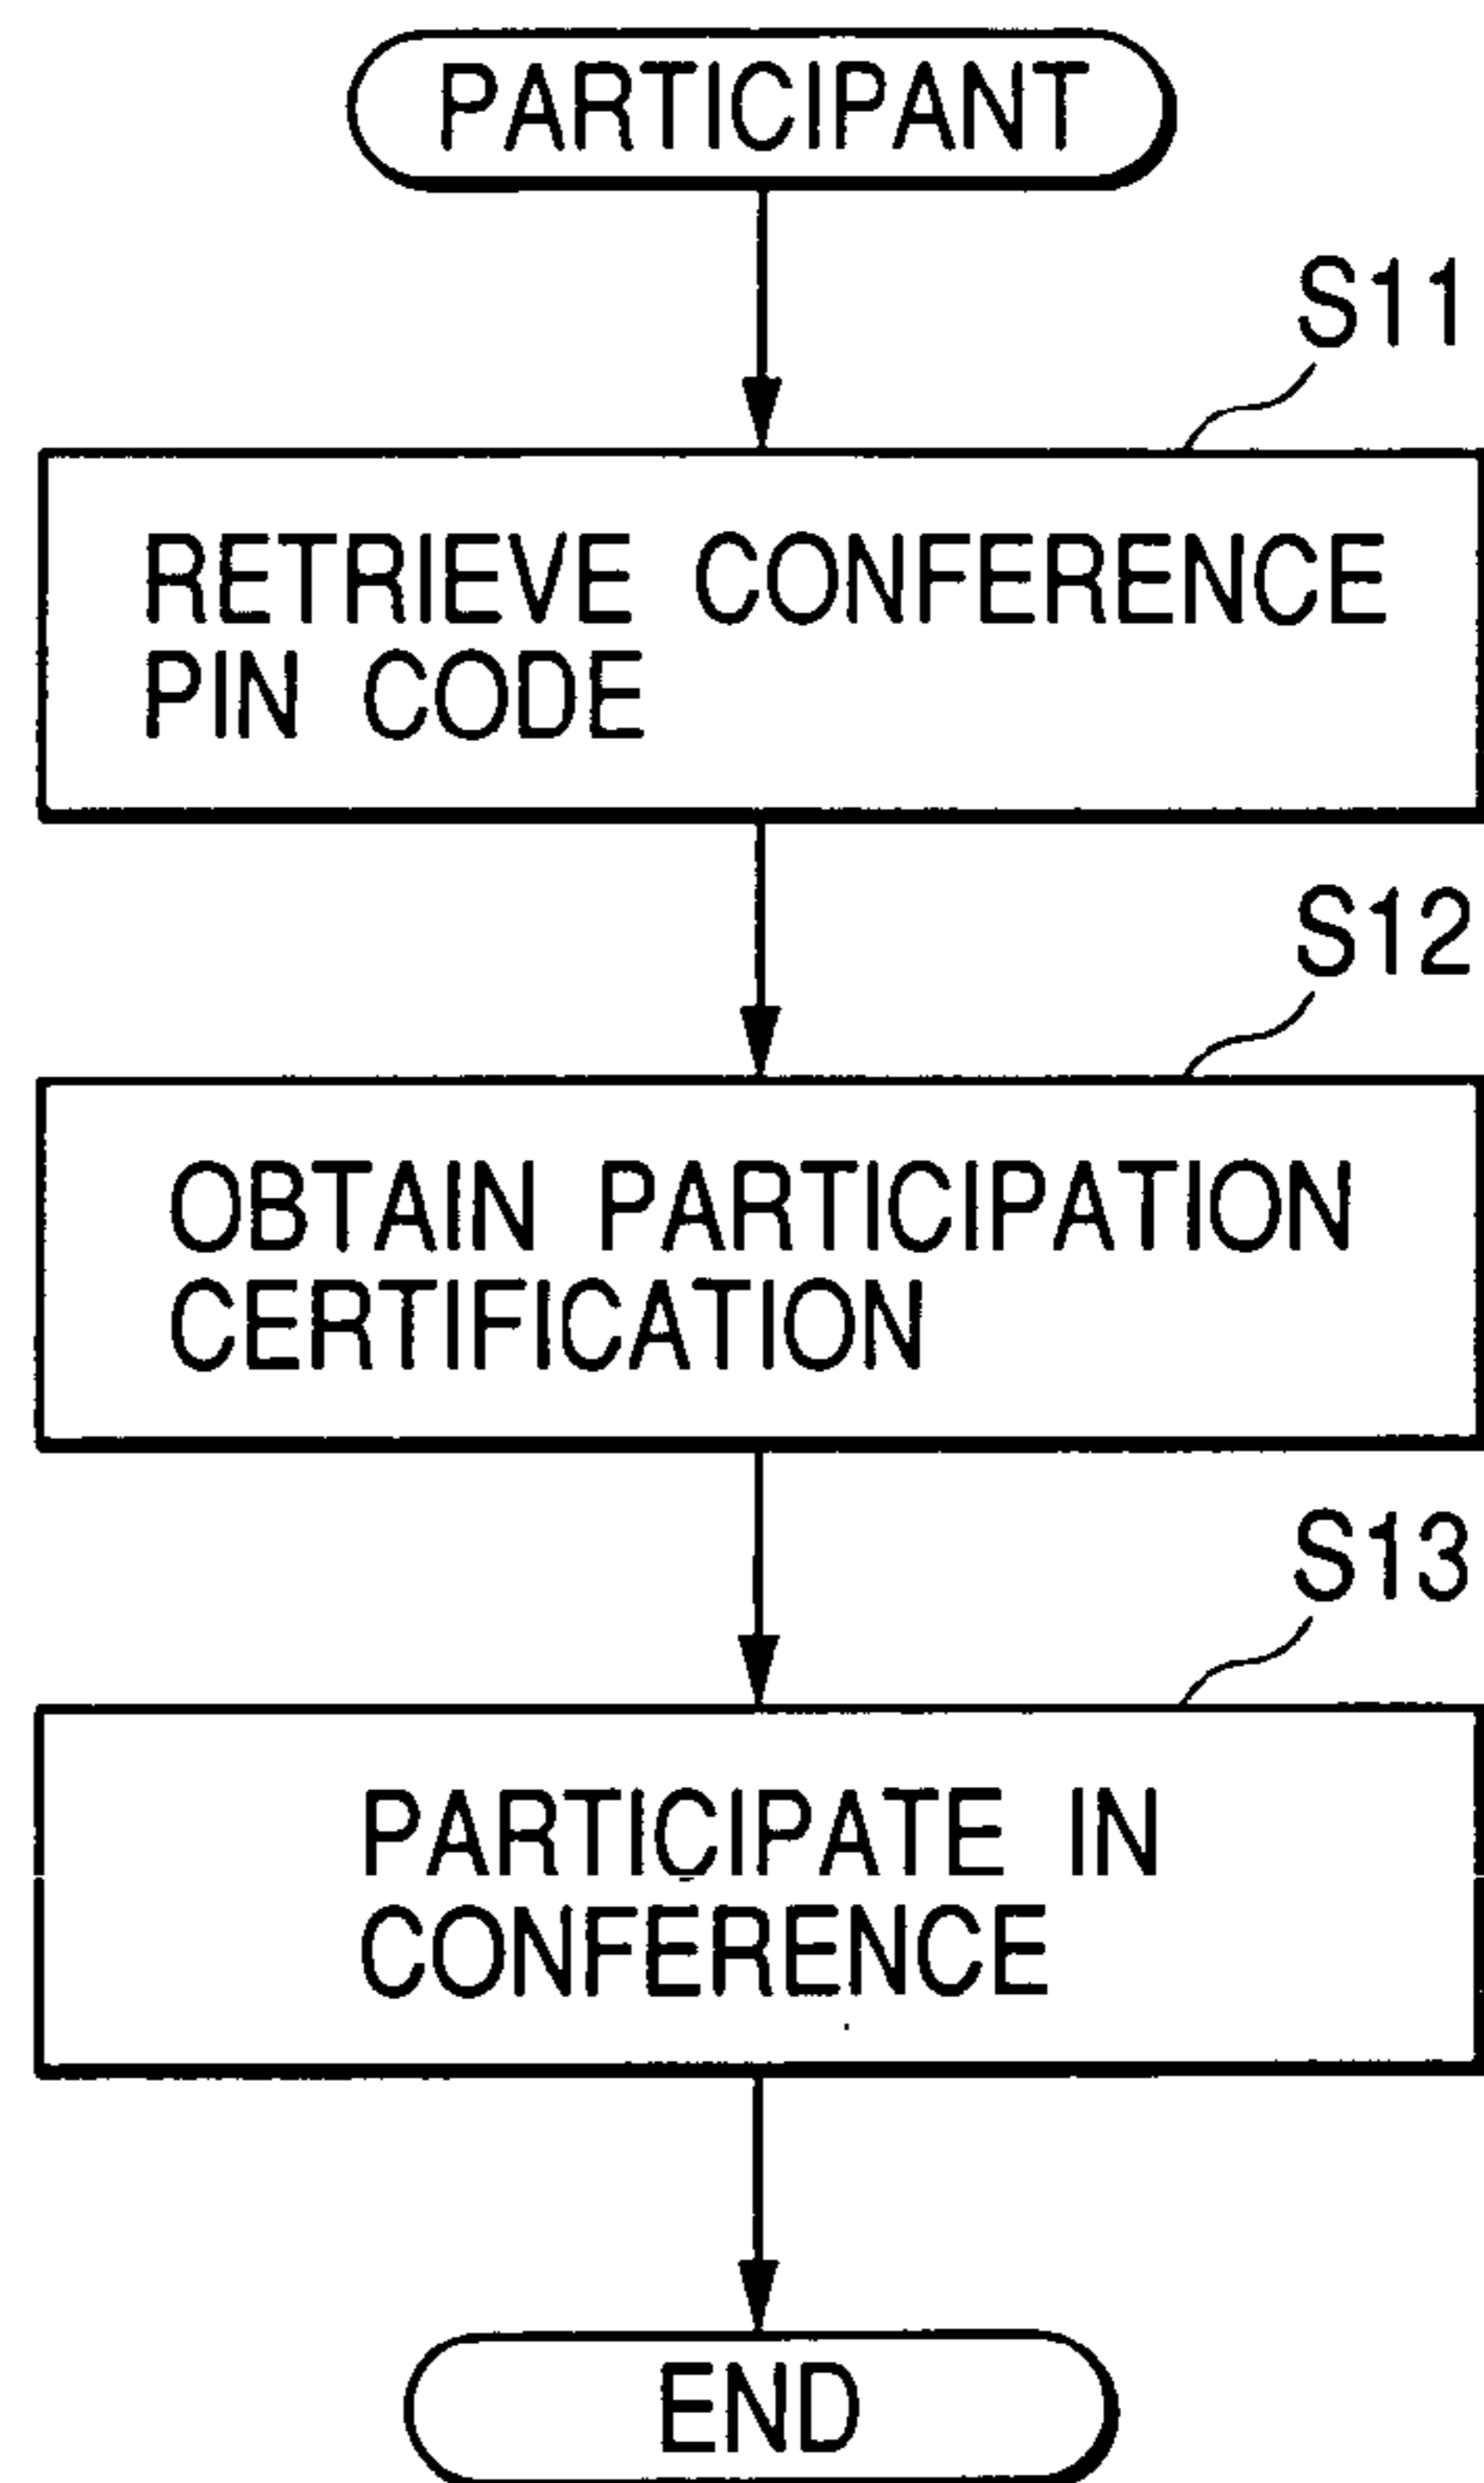 PARTICIPANT
S11
RETRIEVE CONFERENCE
PIN CODE
S12
OBTAIN PARTICIPATION
CERTIFICATION
S13
PARTICIPATE IN
CONFERENCE
END